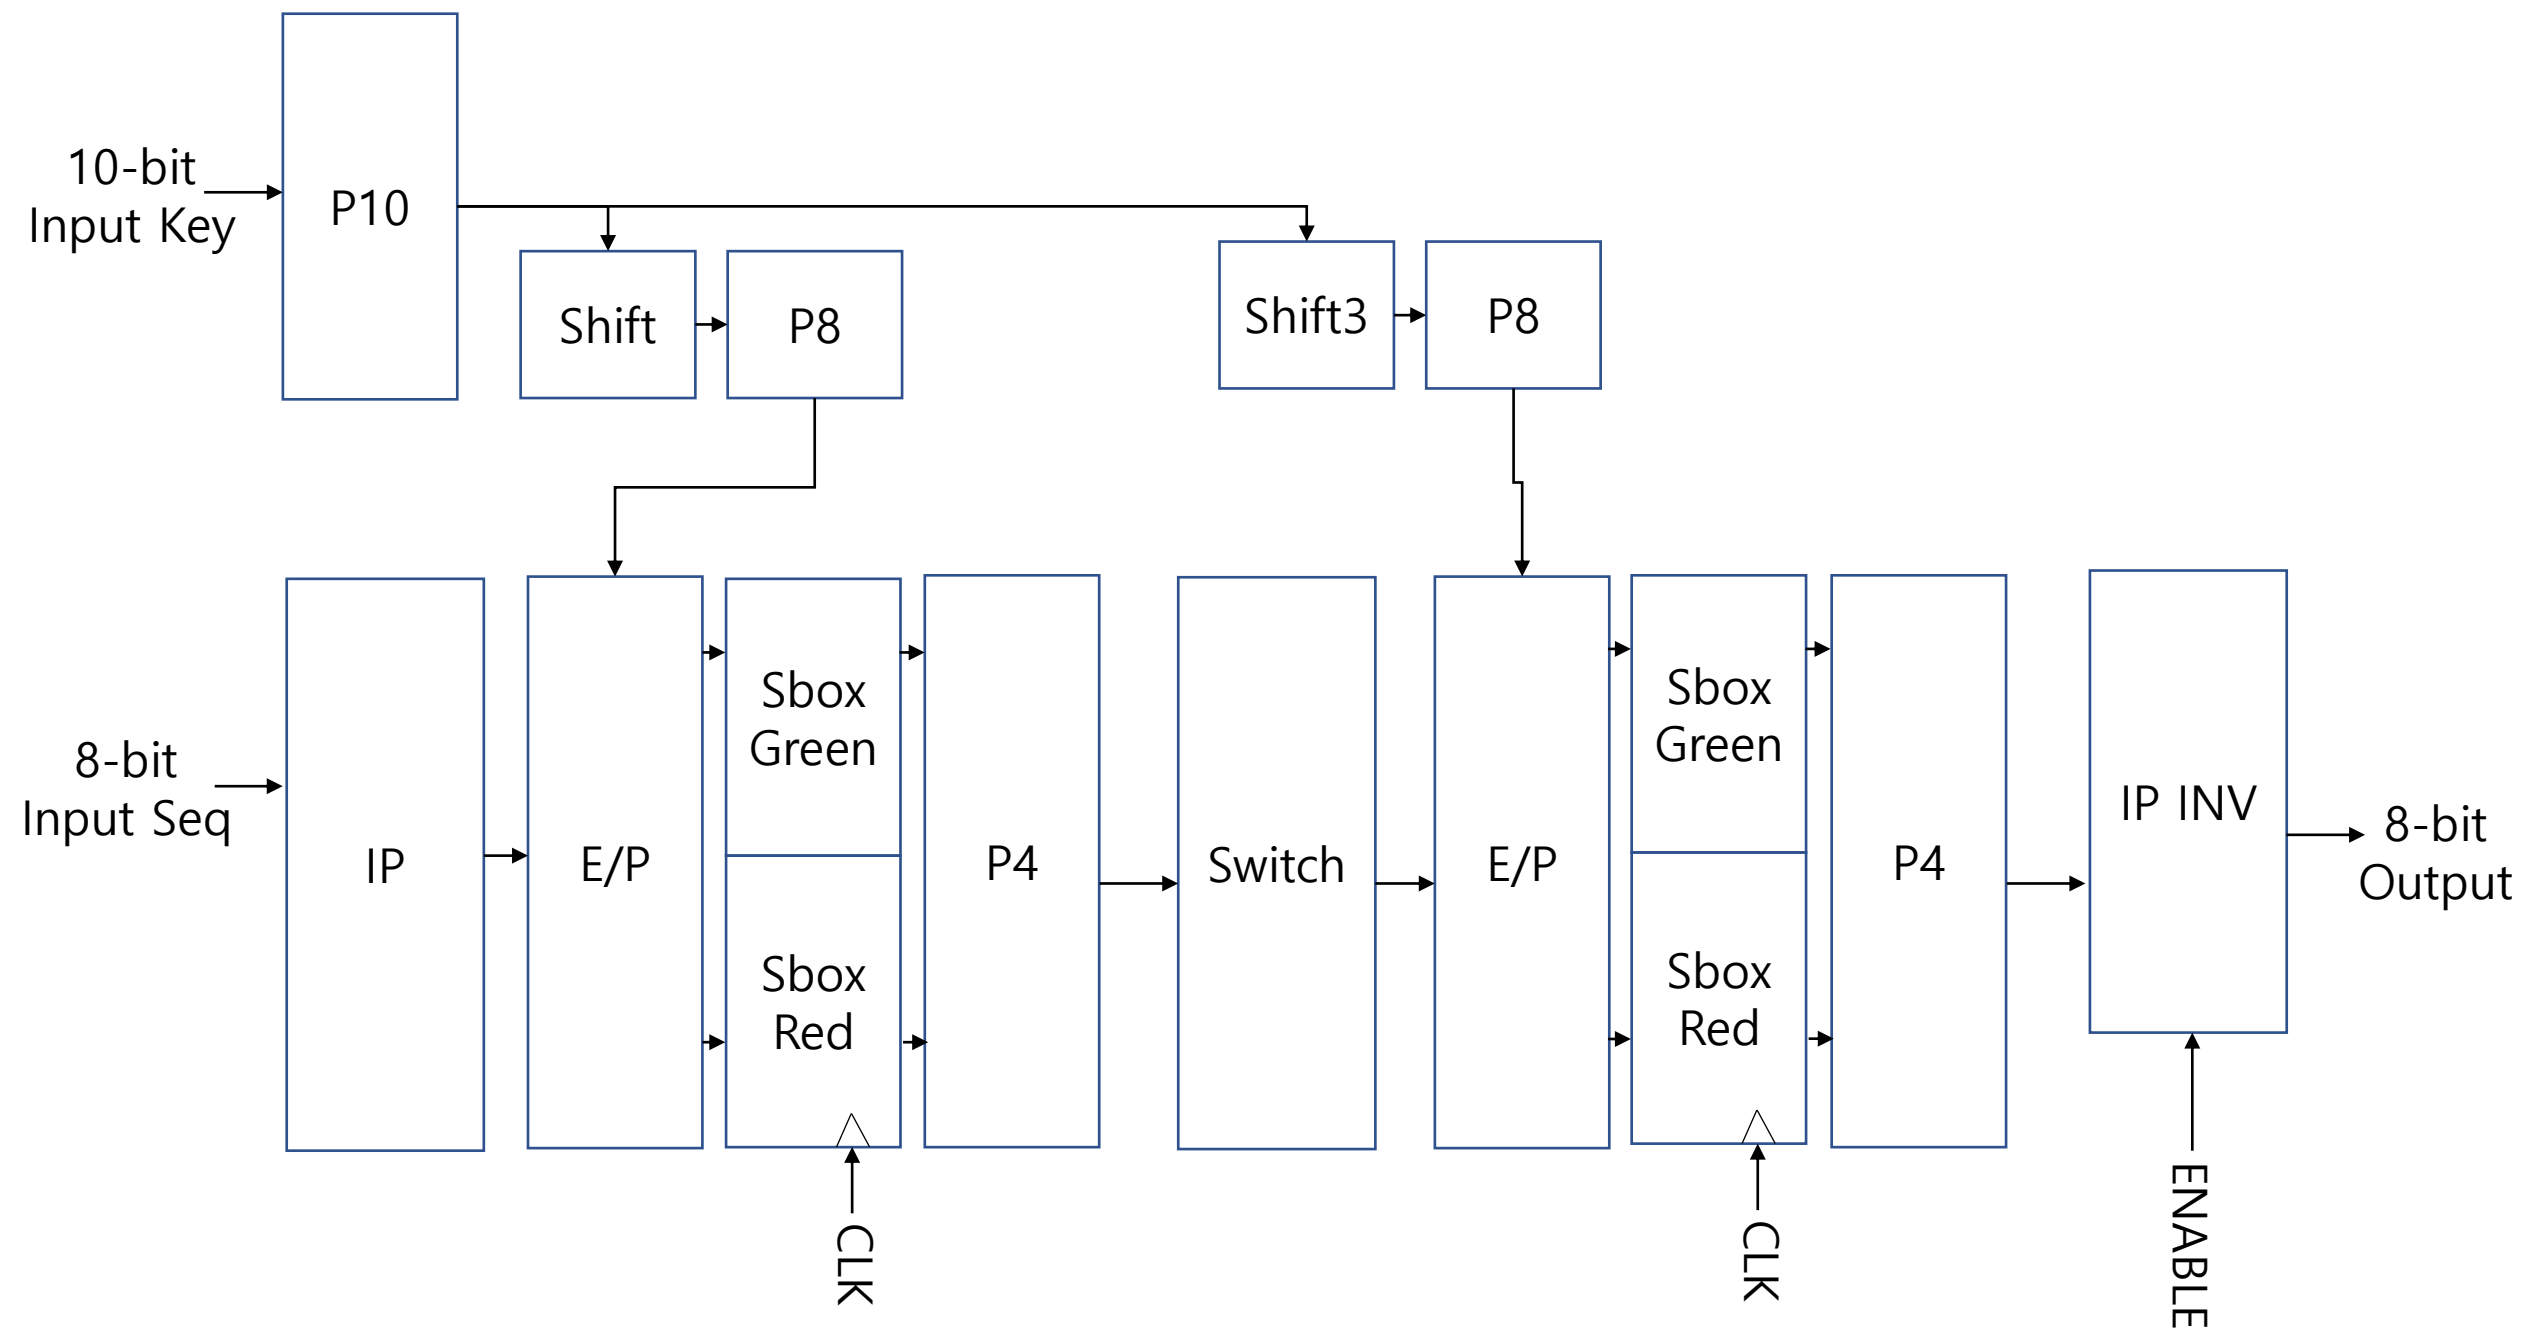 10-bit
Input Key
P10
Shift
P8
Shift3
P8
8-bit
Input Seq
IP
E/P
Sbox
Green
Sbox
Red
P4
Switch
E/P
Sbox
Green
Sbox
Red
P4
IP INV
8-bit
Output
CLK
CLK
ENABLE